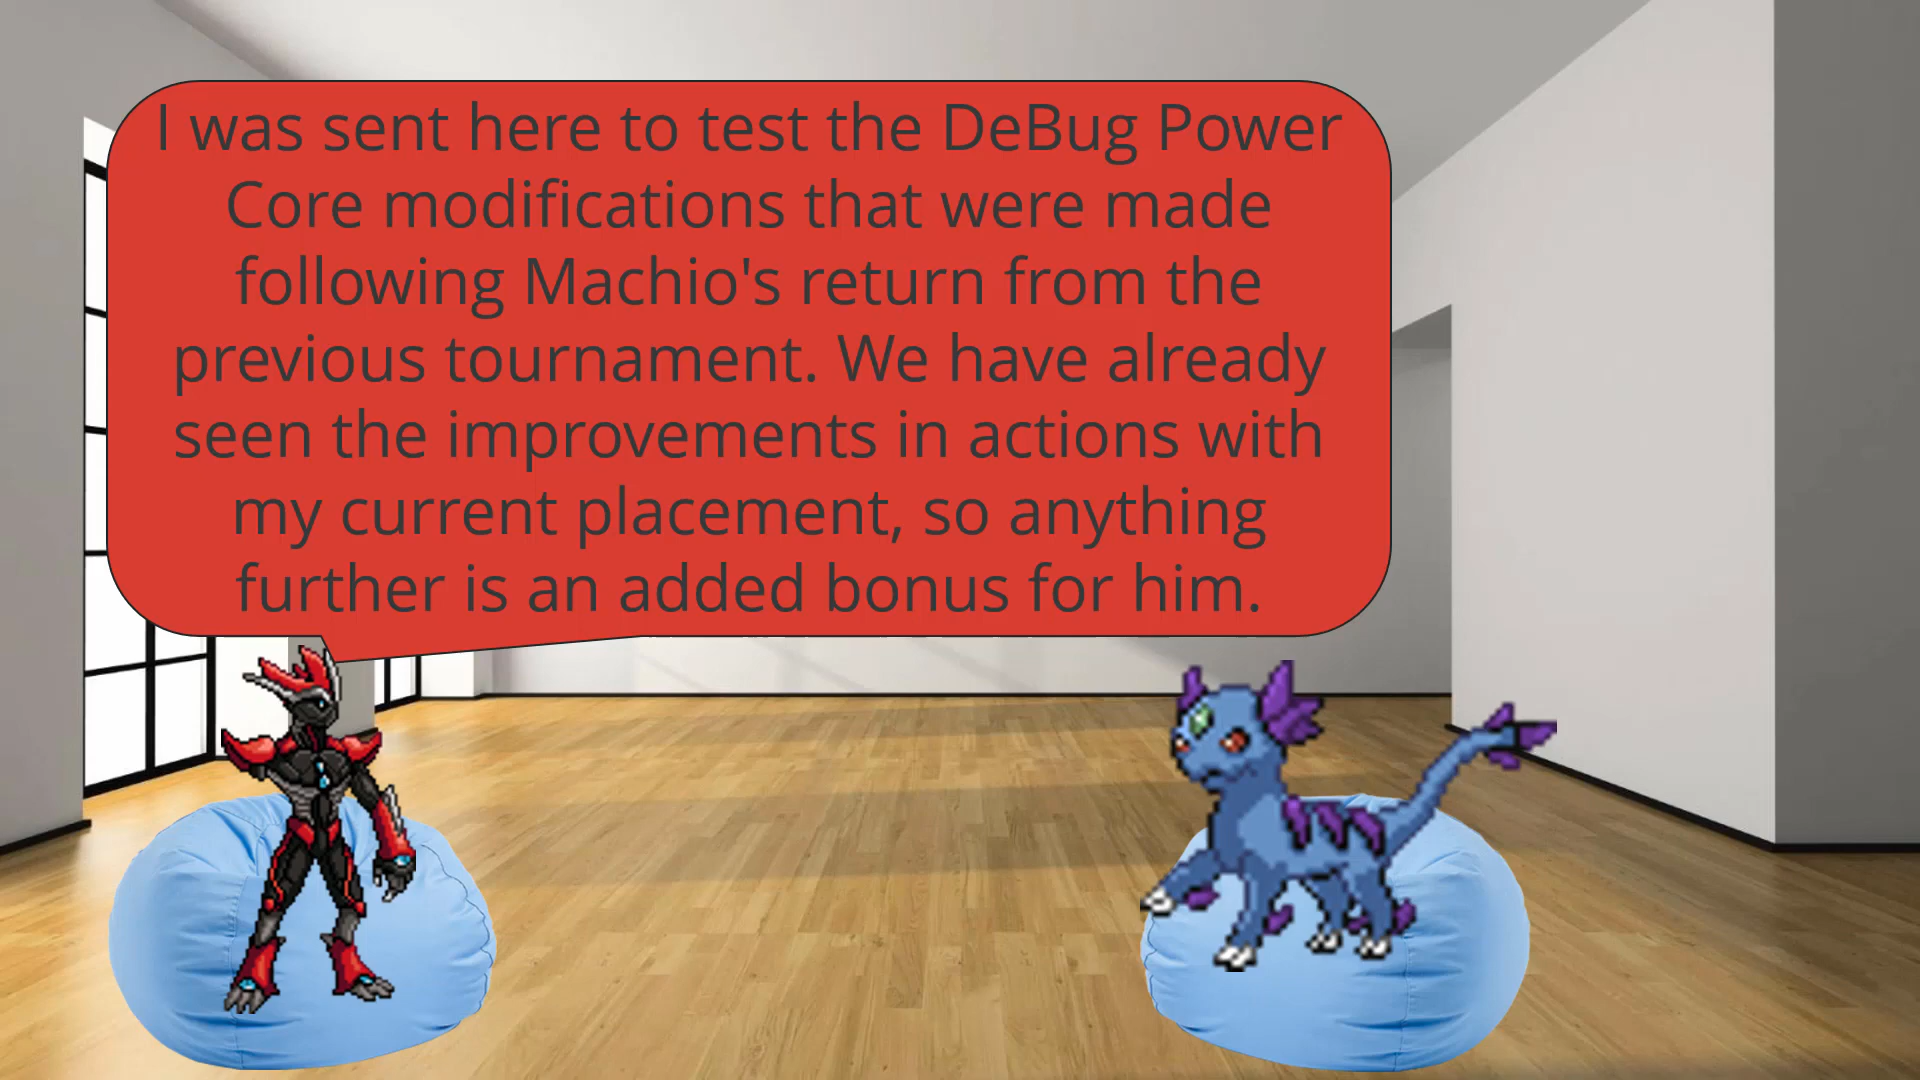 I was sent here to test the DeBug Power
Core modifications that were made
following Machio's return from the
previous tournament. We have already
seen the improvements in actions with
my current placement, so anything
further is an added bonus for him.